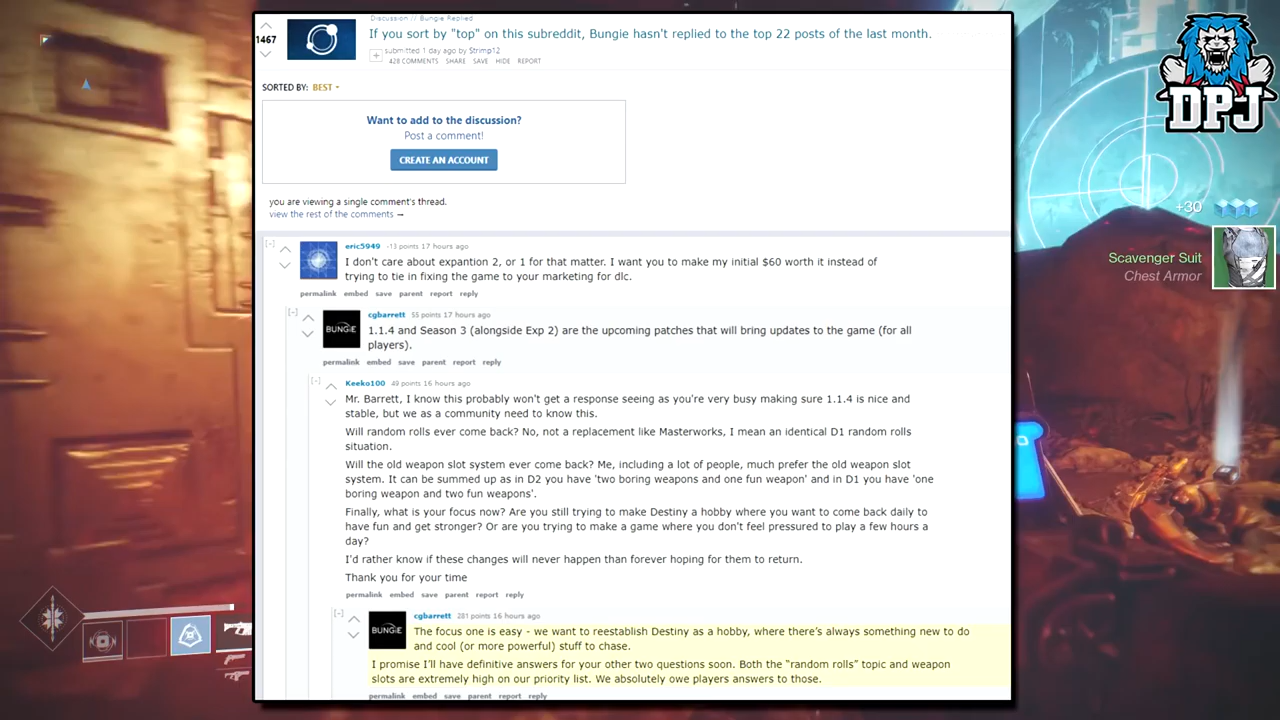 Discussion // Bungie Replied
1467
If you sort by "top" on this subreddit, Bungie hasn't replied to the top 22 posts of the last month.
submitted 1 day ago by $trimp12
428 COMMENTS SHARE SAVE HIDE REPORT
SORTED BY: BEST
Want to add to the discussion?
Post a comment!
CREATE AN ACCOUNT
you are viewing a single comment's thread.
view the rest of the comments →
[-]
eric5949 -13 points 17 hours ago
I don't care about expantion 2, or 1 for that matter. I want you to make my initial $60 worth it instead of
trying to tie in fixing the game to your marketing for dlc.
permalink embed save parent report reply
[-]
BUNGIE
cgbarrett 55 points 17 hours ago
1.1.4 and Season 3 (alongside Exp 2) are the upcoming patches that will bring updates to the game (for all
players).
permalink embed save parent report reply
[-]
Keeko100 49 points 16 hours ago
Mr. Barrett, I know this probably won't get a response seeing as you're very busy making sure 1.1.4 is nice and
stable, but we as a community need to know this.
Will random rolls ever come back? No, not a replacement like Masterworks, I mean an identical D1 random rolls
situation.
Will the old weapon slot system ever come back? Me, including a lot of people, much prefer the old weapon slot
system. It can be summed up as in D2 you have 'two boring weapons and one fun weapon' and in D1 you have 'one
boring weapon and two fun weapons'.
Finally, what is your focus now? Are you still trying to make Destiny a hobby where you want to come back daily to
have fun and get stronger? Or are you trying to make a game where you don't feel pressured to play a few hours a
day?
I'd rather know if these changes will never happen than forever hoping for them to return.
Thank you for your time
permalink embed save parent report reply
[-]
BUNGIE
cgbarrett 281 points 16 hours ago
The focus one is easy - we want to reestablish Destiny as a hobby, where there's always something new to do
and cool (or more powerful) stuff to chase.
I promise I'll have definitive answers for your other two questions soon. Both the "random rolls" topic and weapon
slots are extremely high on our priority list. We absolutely owe players answers to those.
permalink embed save parent report reply
DPJ
+30
Scavenger Suit
Chest Armor